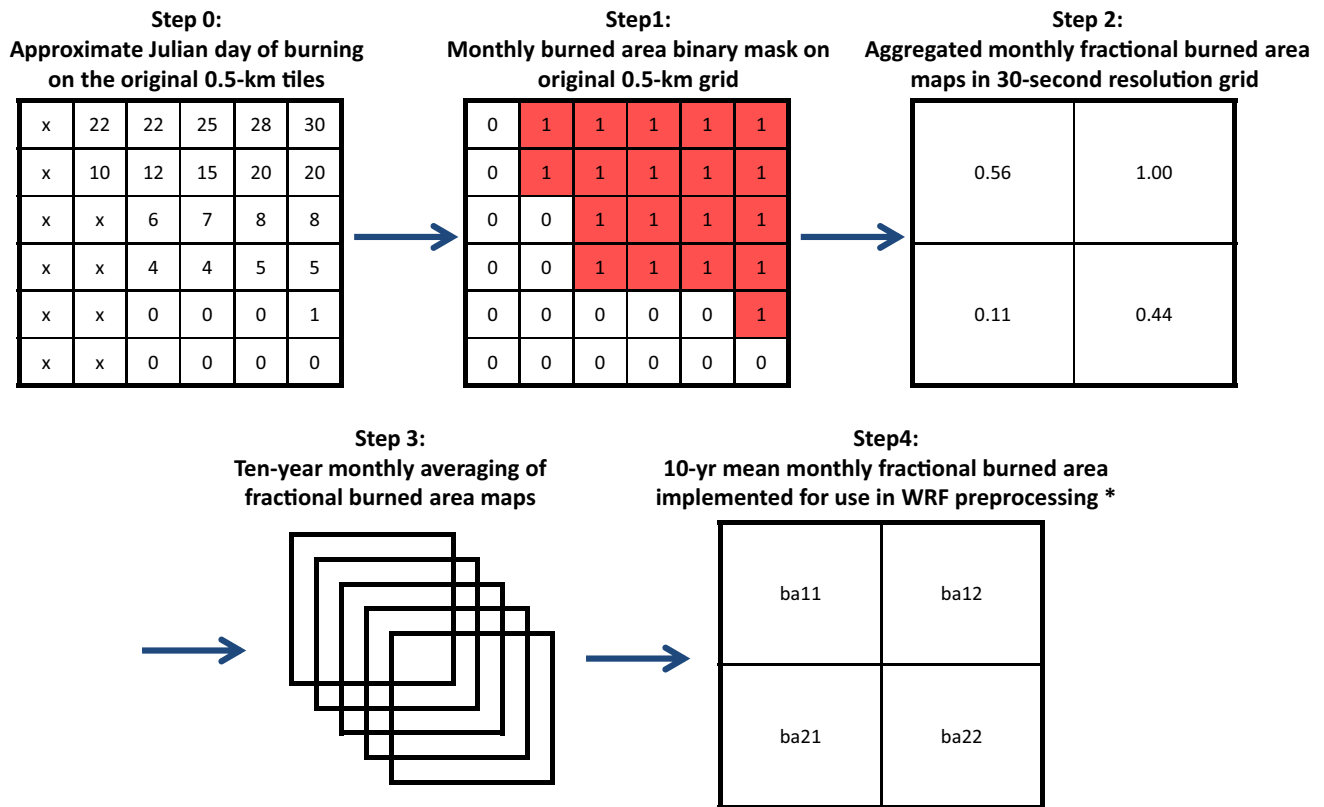 Step 0:
Approximate Julian day of burning
on the original 0.5-km tiles
x 22 22 25 28 30
x 10 12 15 20 20
x x 6 7 8 8
x x 4 4 5 5
x x 0 0 0 1
x x 0 0 0 0
Step1:
Monthly burned area binary mask on
original 0.5-km grid
0 1 1 1 1 1
0 1 1 1 1 1
0 0 1 1 1 1
0 0 1 1 1 1
0 0 0 0 0 1
0 0 0 0 0 0
Step 2:
Aggregated monthly fractional burned area
maps in 30-second resolution grid
0.56 1.00
0.11 0.44
Step 3:
Ten-year monthly averaging of
fractional burned area maps
Step4:
10-yr mean monthly fractional burned area
implemented for use in WRF preprocessing *
ba11 ba12
ba21 ba22